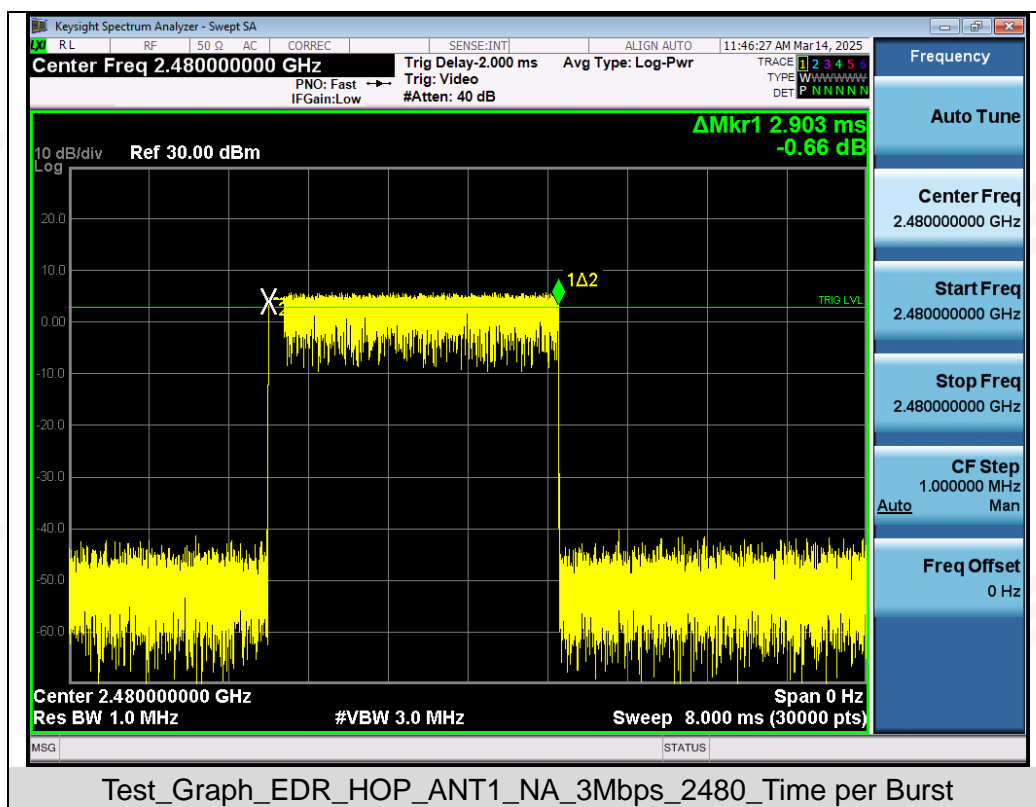 Keysight Spectrum Analyzer - Swept SA
LXI RL RF 50 Ω AC CORREC SENSE:INT ALIGN AUTO 11:46:27 AM Mar 14, 2025
Center Freq 2.480000000 GHz
PNO: Fast
IFGain:Low
Trig Delay-2.000 ms
Trig: Video
#Atten: 40 dB
Avg Type: Log-Pwr
TRACE 1 2 3 4 5 6
TYPE WWWWWW
DET P N N N N N
ΔMkr1 2.903 ms
-0.66 dB
10 dB/div Ref 30.00 dBm
Log
20.0
10.0
0.00
-10.0
-20.0
-30.0
-40.0
-50.0
-60.0
1Δ2
X2
TRIG LVL
Center 2.480000000 GHz Span 0 Hz
Res BW 1.0 MHz #VBW 3.0 MHz Sweep 8.000 ms (30000 pts)
MSG STATUS
Frequency
Auto Tune
Center Freq
2.480000000 GHz
Start Freq
2.480000000 GHz
Stop Freq
2.480000000 GHz
CF Step
1.000000 MHz
Auto Man
Freq Offset
0 Hz
Test_Graph_EDR_HOP_ANT1_NA_3Mbps_2480_Time per Burst